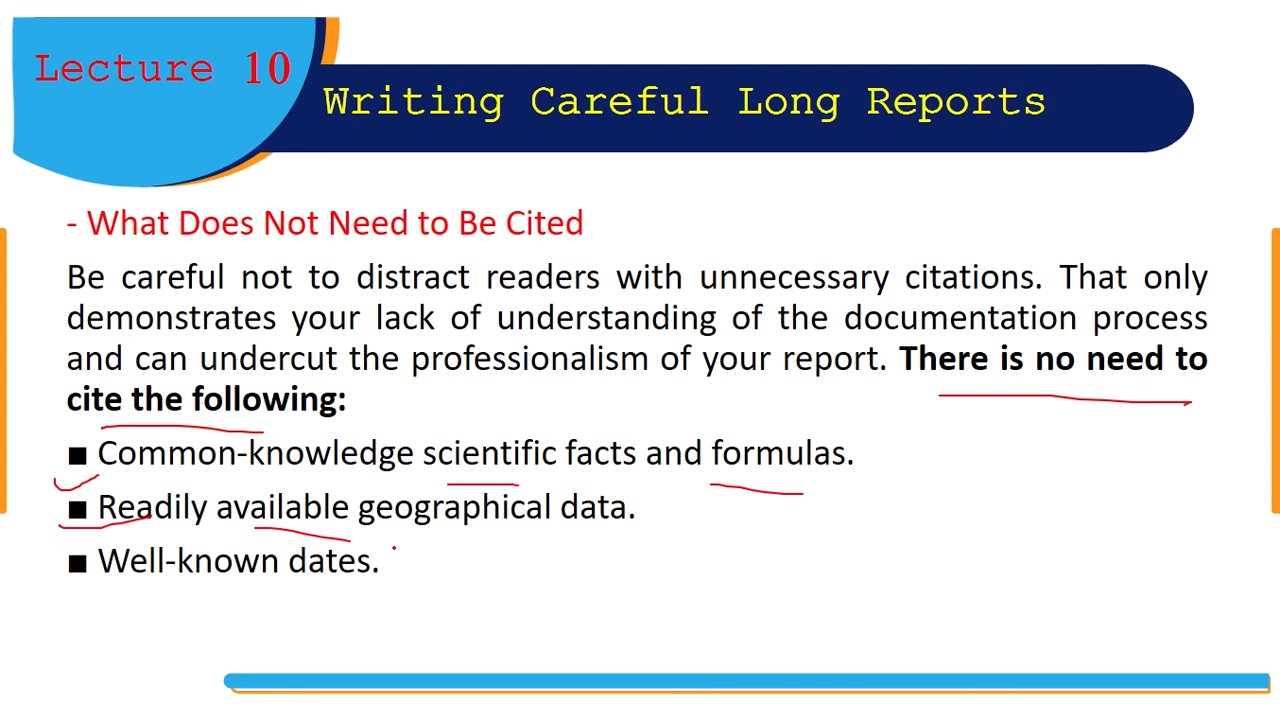 Lecture 10
Writing Careful Long Reports
- What Does Not Need to Be Cited
Be careful not to distract readers with unnecessary citations. That only
demonstrates your lack of understanding of the documentation process
and can undercut the professionalism of your report. There is no need to
cite the following:
■ Common-knowledge scientific facts and formulas.
■ Readily available geographical data.
■ Well-known dates.